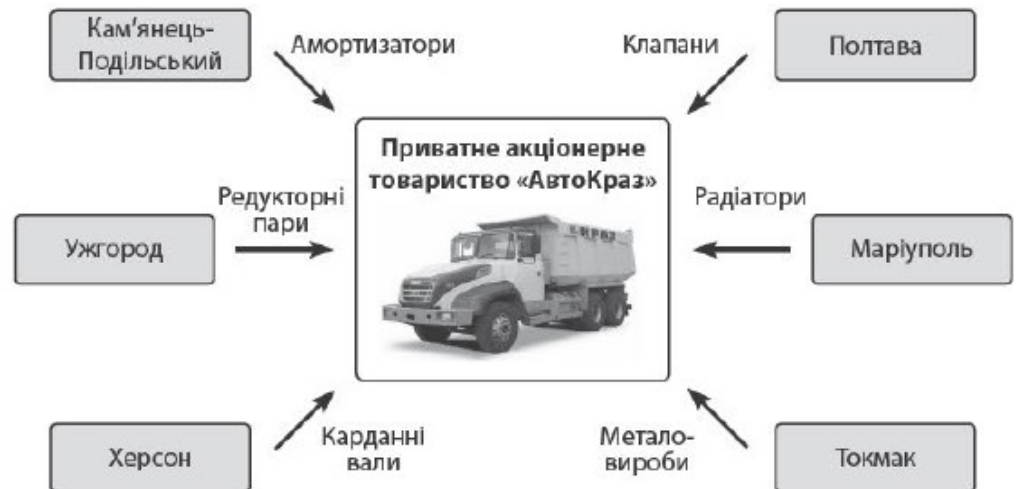 Кам’янець-
Подільський
Амортизатори
Клапани
Полтава
Приватне акціонерне
товариство «АвтоКраз»
Редукторні
пари
Радіатори
Ужгород
Маріуполь
Херсон
Карданні
вали
Метало-
вироби
Токмак